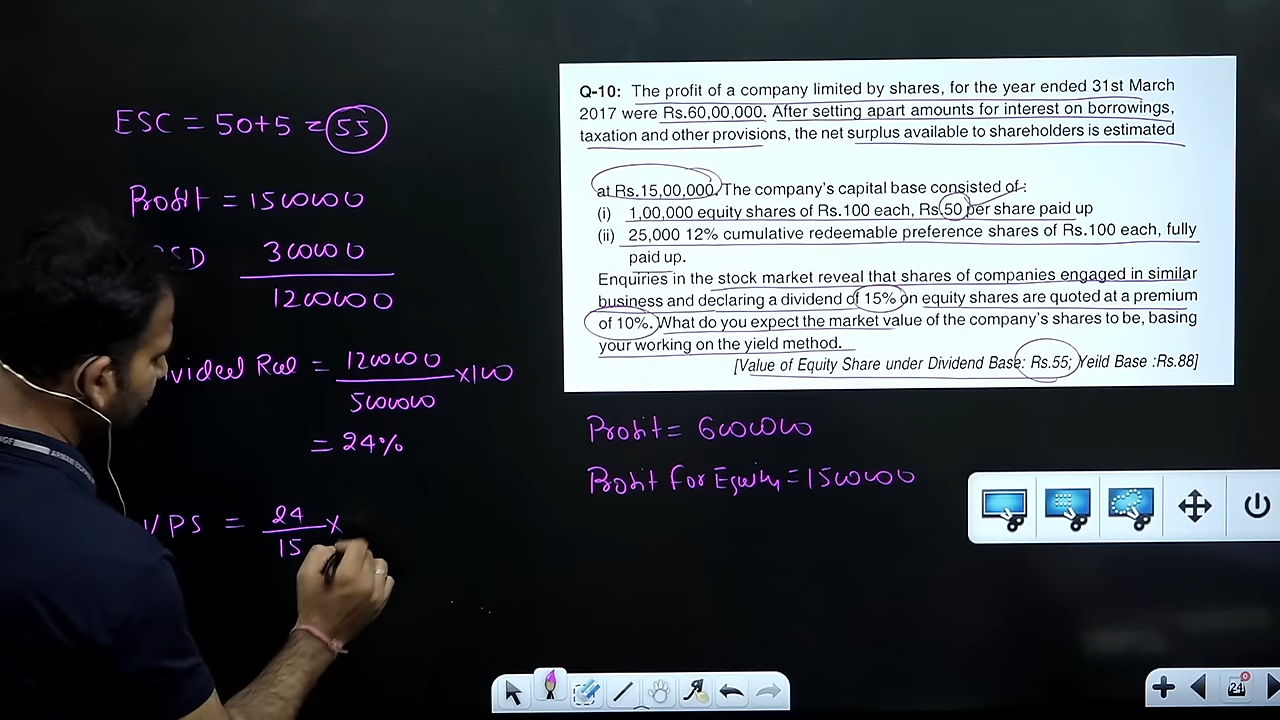 ESC = 50+5 = 55
Profit = 1500000
SD 300000
1200000
vided Rate = 1200000 ×100
5000000
= 24%
VPS = 24 ×
15
Q-10: The profit of a company limited by shares, for the year ended 31st March
2017 were Rs.60,00,000. After setting apart amounts for interest on borrowings,
taxation and other provisions, the net surplus available to shareholders is estimated
at Rs.15,00,000. The company's capital base consisted of :
(i) 1,00,000 equity shares of Rs.100 each, Rs.50 per share paid up
(ii) 25,000 12% cumulative redeemable preference shares of Rs.100 each, fully
paid up.
Enquiries in the stock market reveal that shares of companies engaged in similar
business and declaring a dividend of 15% on equity shares are quoted at a premium
of 10%. What do you expect the market value of the company's shares to be, basing
your working on the yield method.
[Value of Equity Share under Dividend Base: Rs.55; Yeild Base :Rs.88]
Profit = 6000000
Profit For Equity = 1500000
24